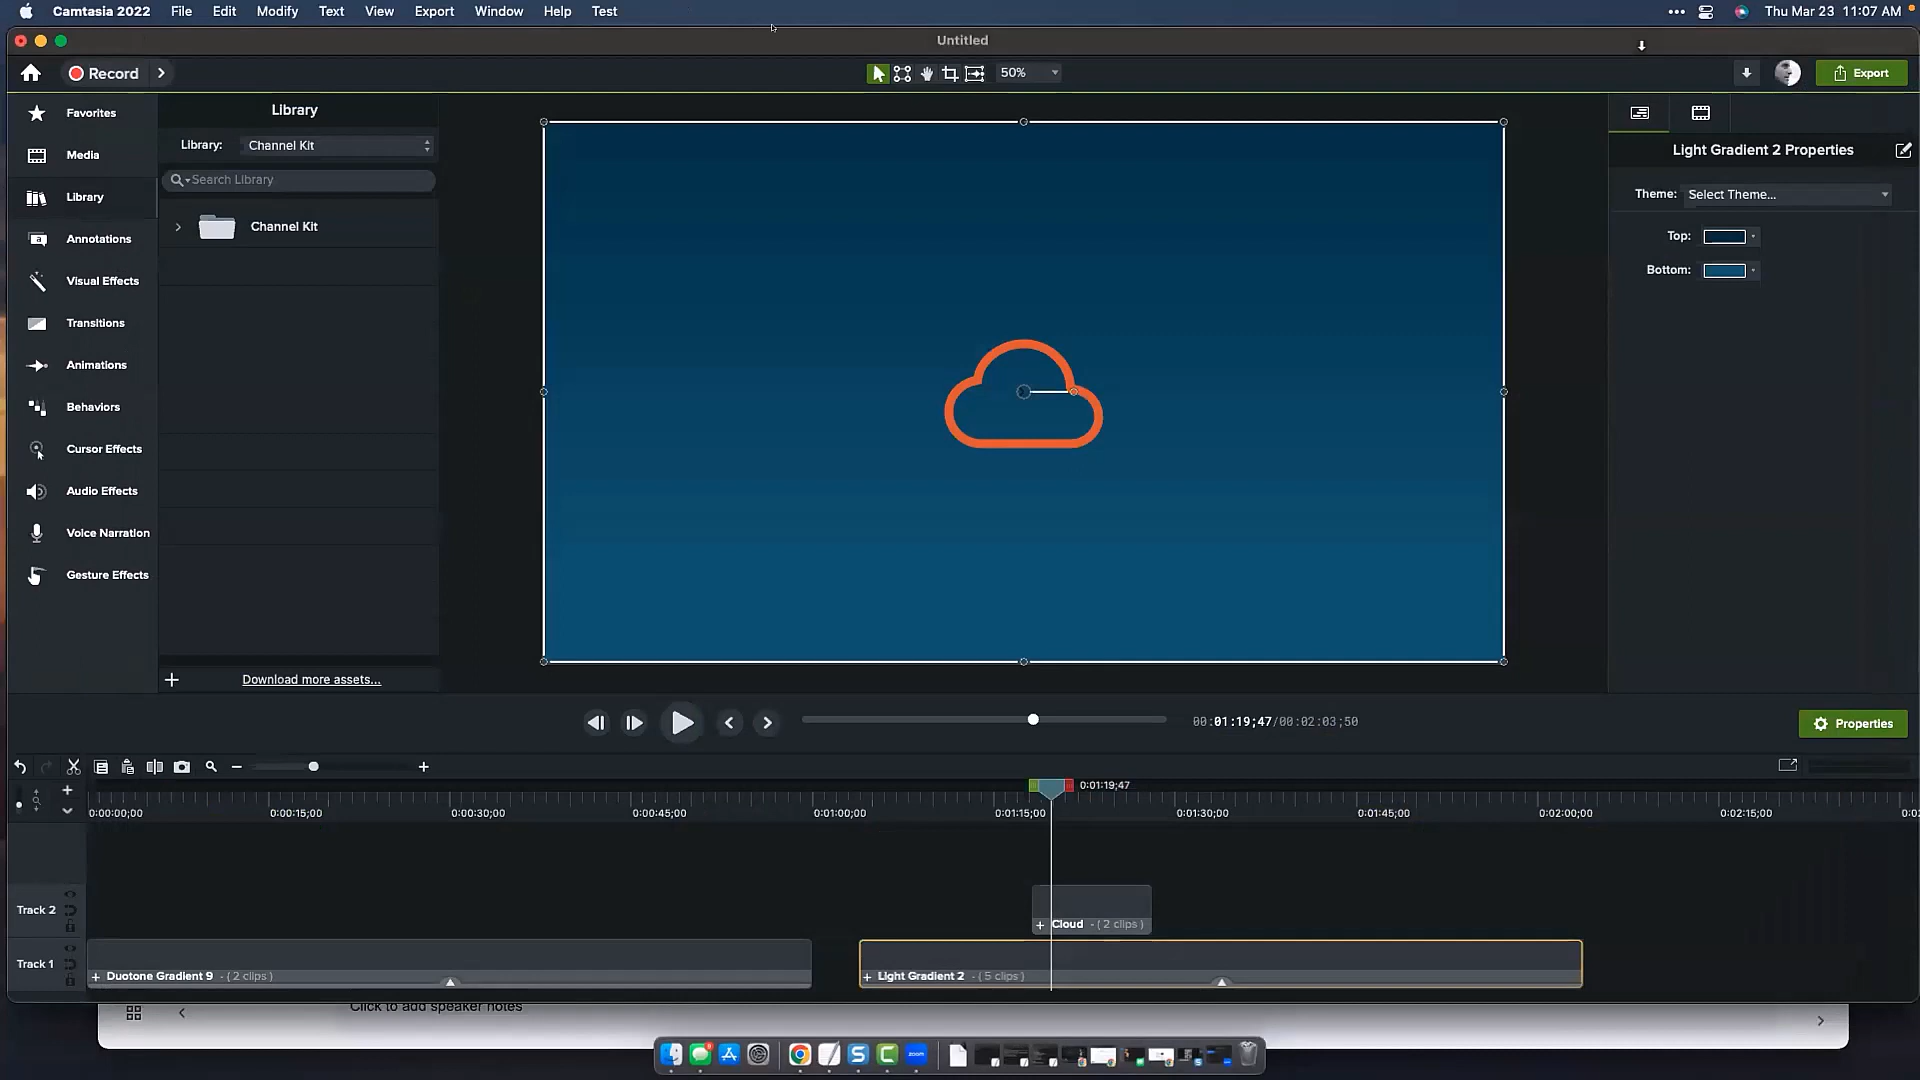 Camtasia 2022 File Edit Modify Text View Export Window Help Test
Thu Mar 23 11:07 AM
Untitled
Record
50%
Export
Favorites
Media
Library
Annotations
Visual Effects
Transitions
Animations
Behaviors
Cursor Effects
Audio Effects
Voice Narration
Gesture Effects
Library
Library: Channel Kit
Search Library
Channel Kit
Download more assets...
Light Gradient 2 Properties
Theme: Select Theme...
Top:
Bottom:
00:01:19;47/00:02:03;50
Properties
0:01:19;47
0:00:00;00 0:00:15;00 0:00:30;00 0:00:45;00 0:01:00;00 0:01:15;00 0:01:30;00 0:01:45;00 0:02:00;00 0:02:15;00
Track 2
+ Cloud - ( 2 clips )
Track 1
+ Duotone Gradient 9 - ( 2 clips )
+ Light Gradient 2 - ( 5 clips )
Click to add speaker notes
zoom